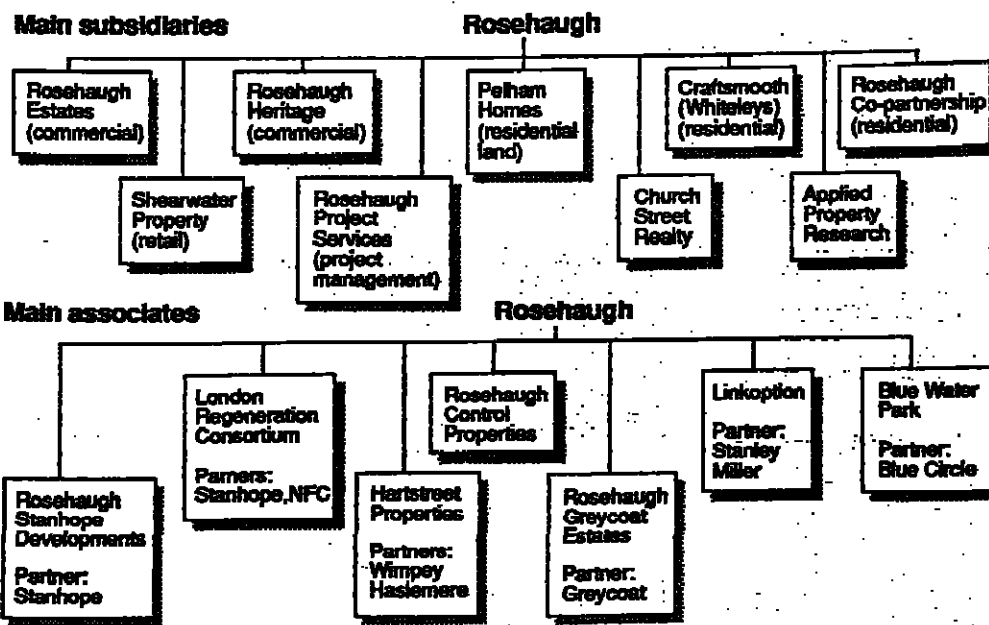 Main subsidiaries
Rosehaugh
Rosehaugh
Estates
(commercial)
Rosehaugh
Heritage
(commercial)
Pelham
Homes
(residential
land)
Craftsmooth
(Whiteleys)
(residential)
Rosehaugh
Co-partnership
(residential)
Shearwater
Property
(retail)
Rosehaugh
Project
Services
(project
management)
Church
Street
Realty
Applied
Property
Research
Main associates
Rosehaugh
London
Regeneration
Consortium
Parners:
Stanhope,NFC
Rosehaugh
Control
Properties
Linkoption
Partner:
Stanley
Miller
Blue Water
Park
Partner:
Blue Circle
Rosehaugh
Stanhope
Developments
Partner:
Stanhope
Hartstreet
Properties
Partners:
Wimpey
Haslemere
Rosehaugh
Greycoat
Estates
Partner:
Greycoat